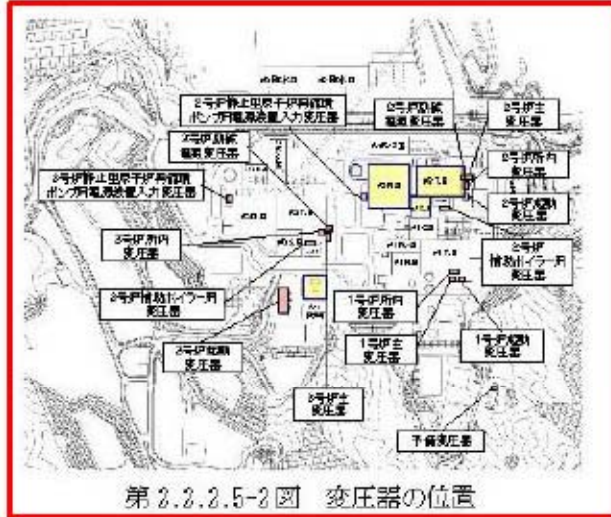 2号炉静止型原子炉再循環
ポンプ用電源装置入力変圧器
2号炉励磁
電源変圧器
2号炉主
変圧器
3号炉励磁
電源変圧器
2号炉所内
変圧器
3号炉静止型原子炉再循環
ポンプ用電源装置入力変圧器
2号炉起動
変圧器
3号炉所内
変圧器
2号炉
補助ボイラー用
変圧器
3号炉補助ボイラー用
変圧器
1号炉所内
変圧器
1号炉主
変圧器
1号炉起動
変圧器
3号炉起動
変圧器
3号炉主
変圧器
予備変圧器
第2.2.2.5-2図 変圧器の位置